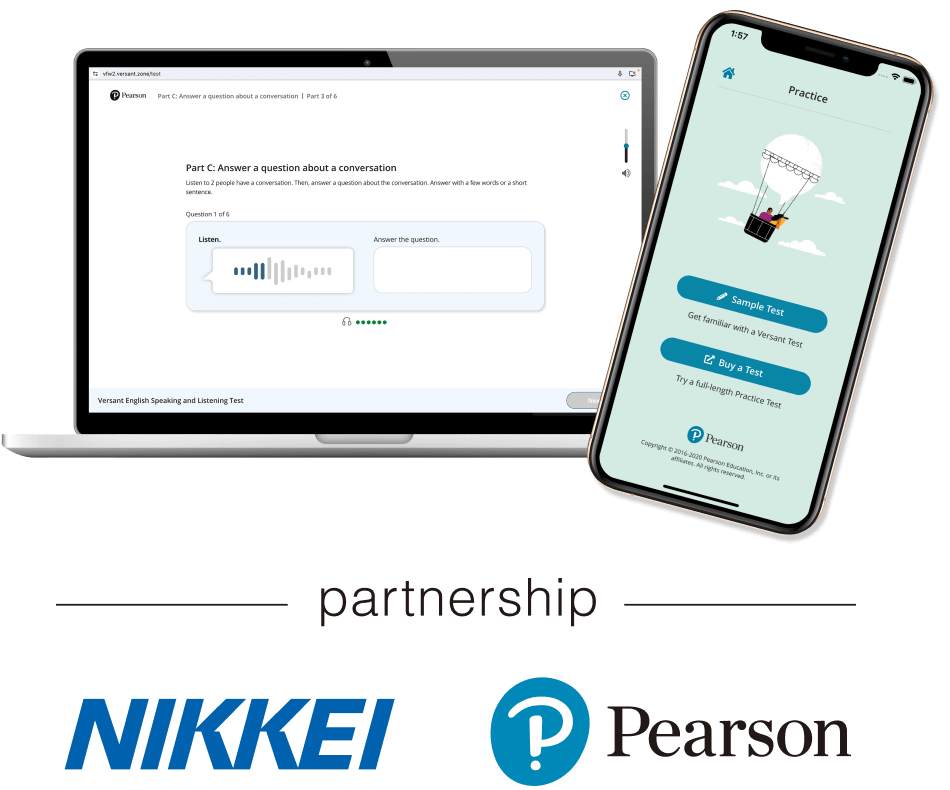 vfw2.versant.zone/test
Pearson
Part C: Answer a question about a conversation | Part 3 of 6
Part C: Answer a question about a conversation
Listen to 2 people have a conversation. Then, answer a question about the conversation. Answer with a few words or a short
sentence.
Question 1 of 6
Listen.
Answer the question.
Versant English Speaking and Listening Test
1:57
Practice
Sample Test
Get familiar with a Versant Test
Buy a Test
Try a full-length Practice Test
Pearson
Copyright © 2016-2020 Pearson Education, Inc. or its
affiliates. All rights reserved.
partnership
NIKKEI
Pearson